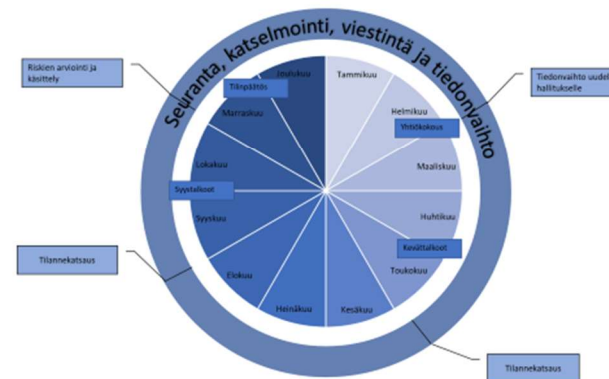 Seuranta, katselmointi, viestintä ja tiedonvaihto
Riskien arviointi ja
käsittely
Tiedonvaihto uudel
hallitukselle
Joulukuu
Tammikuu
Tilinpäätös
Marraskuu
Helmikuu
Yhtiökokous
Lokakuu
Maaliskuu
Syystalkoot
Syyskuu
Huhtikuu
Kevättalkoot
Toukokuu
Tilannekatsaus
Elokuu
Heinäkuu
Kesäkuu
Tilannekatsaus